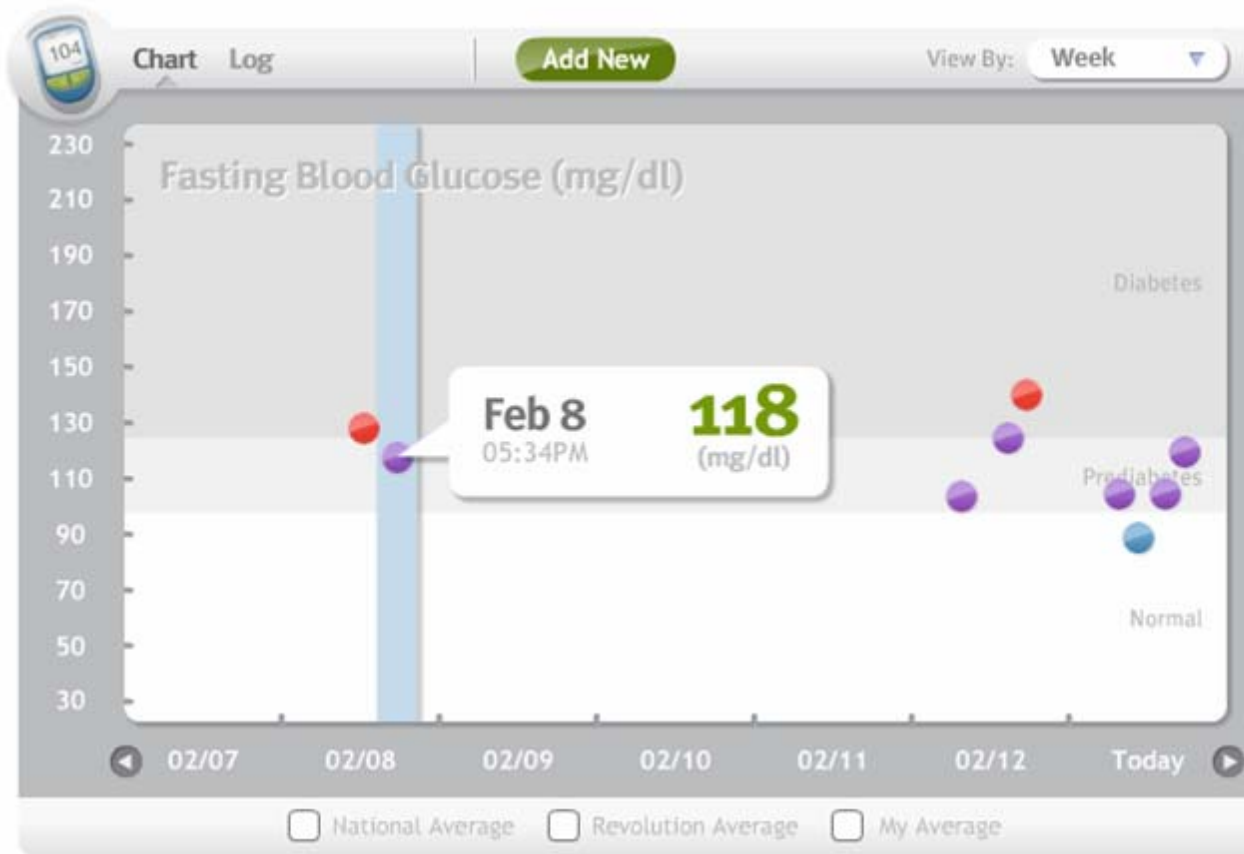 104
Chart Log Add New View By: Week
Fasting Blood Glucose (mg/dl)
230
210
190
170
150
130
110
90
70
50
30
Diabetes
Feb 8 118
05:34PM (mg/dl)
Prediabetes
Normal
02/07 02/08 02/09 02/10 02/11 02/12 Today
National Average Revolution Average My Average